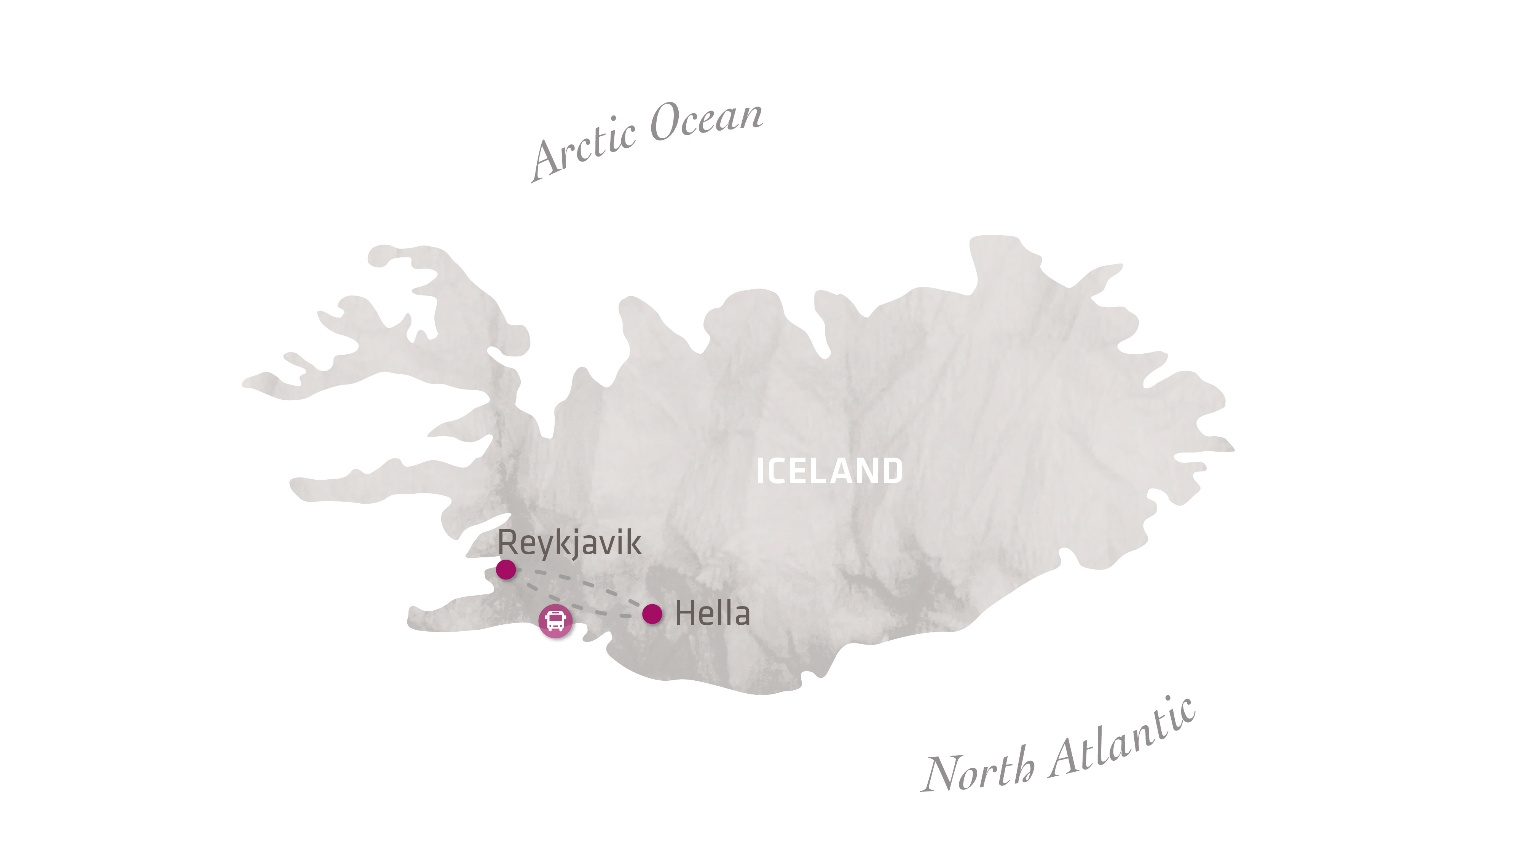 Arctic Ocean
ICELAND
Reykjavik
Hella
North Atlantic